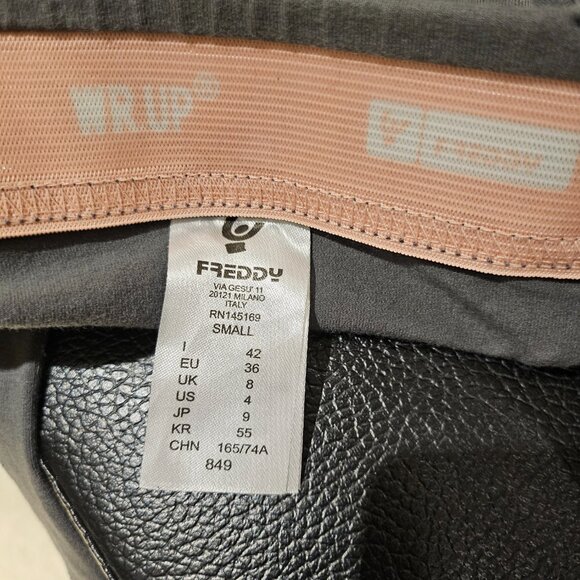 WR.UP®
FREDDY
VIA GESU' 11
20121 MILANO
ITALY
RN145169
SMALL
I 42
EU 36
UK 8
US 4
JP 9
KR 55
CHN 165/74A
849